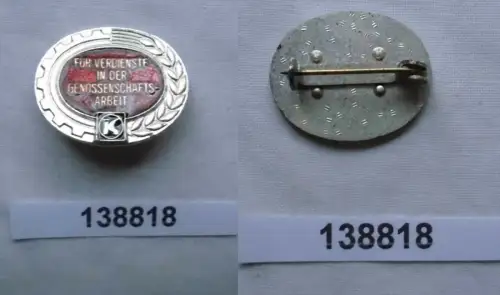 FÜR VERDIENSTE
IN DER
GENOSSENSCHAFTS-
ARBEIT
K
138818
138818